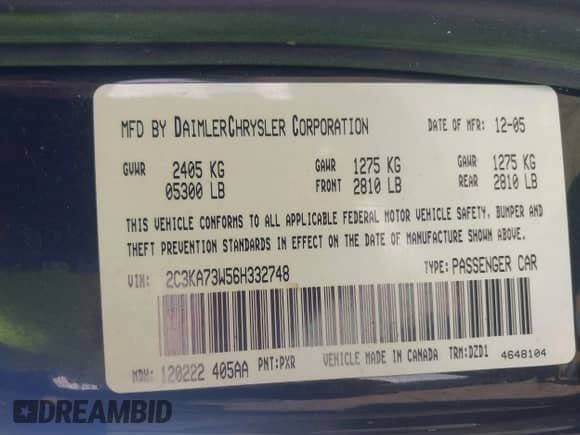 MFD BY DAIMLERCHRYSLER CORPORATION DATE OF MFR: 12-05
GVWR 2405 KG GAWR 1275 KG GAWR 1275 KG
05300 LB FRONT 2810 LB REAR 2810 LB
THIS VEHICLE CONFORMS TO ALL APPLICABLE FEDERAL MOTOR VEHICLE SAFETY, BUMPER AND
THEFT PREVENTION STANDARDS IN EFFECT ON THE DATE OF MANUFACTURE SHOWN ABOVE.
VIN: 2C3KA73W56H332748 TYPE: PASSENGER CAR
MDH: 120222 405AA PNT:PXR VEHICLE MADE IN CANADA TRM:DZD1 4648104
DREAMBID